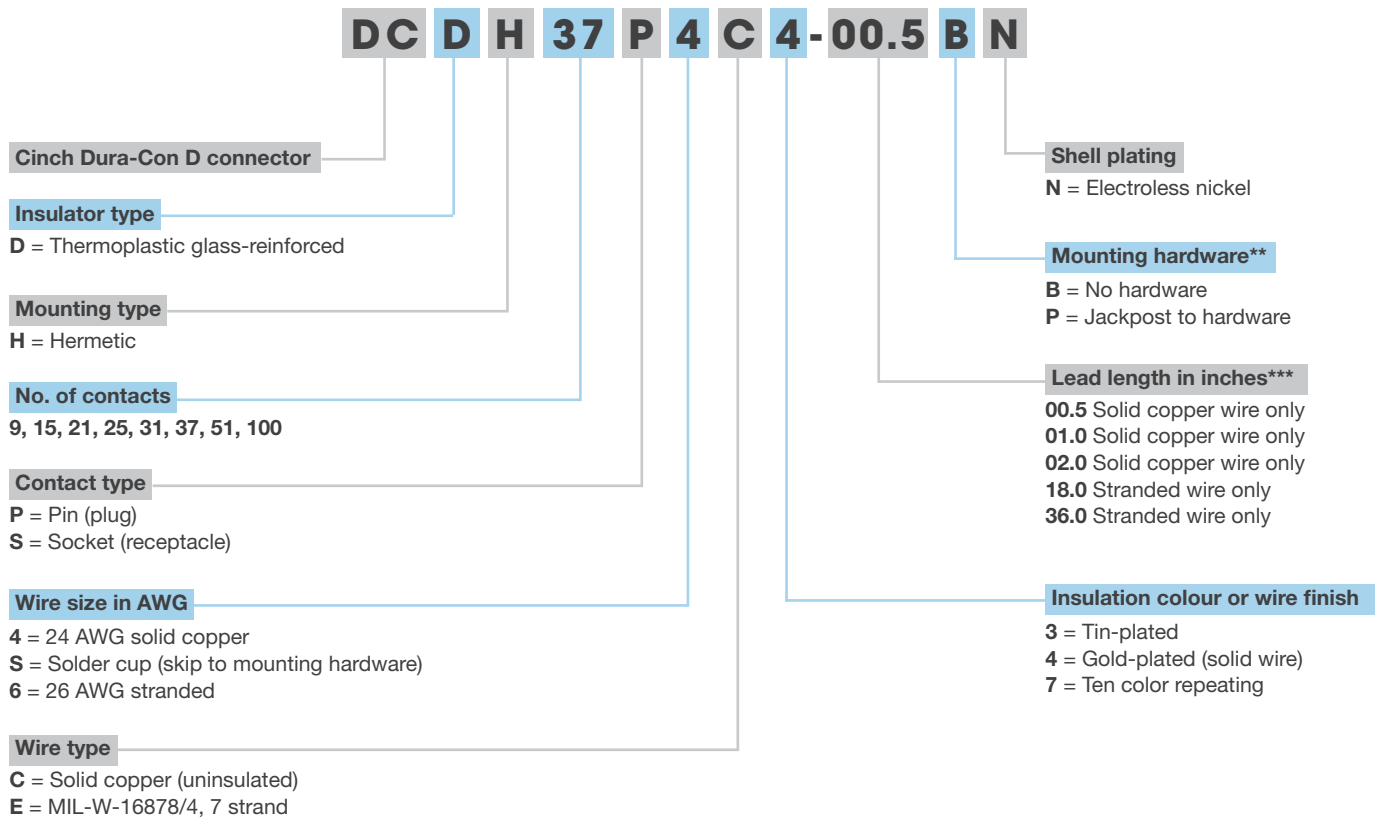 DC D H 37 P 4 C 4-00.5 B N
Cinch Dura-Con D connector
Insulator type
D = Thermoplastic glass-reinforced
Mounting type
H = Hermetic
No. of contacts
9, 15, 21, 25, 31, 37, 51, 100
Contact type
P = Pin (plug)
S = Socket (receptacle)
Wire size in AWG
4 = 24 AWG solid copper
S = Solder cup (skip to mounting hardware)
6 = 26 AWG stranded
Wire type
C = Solid copper (uninsulated)
E = MIL-W-16878/4, 7 strand
Shell plating
N = Electroless nickel
Mounting hardware**
B = No hardware
P = Jackpost to hardware
Lead length in inches***
00.5 Solid copper wire only
01.0 Solid copper wire only
02.0 Solid copper wire only
18.0 Stranded wire only
36.0 Stranded wire only
Insulation colour or wire finish
3 = Tin-plated
4 = Gold-plated (solid wire)
7 = Ten color repeating